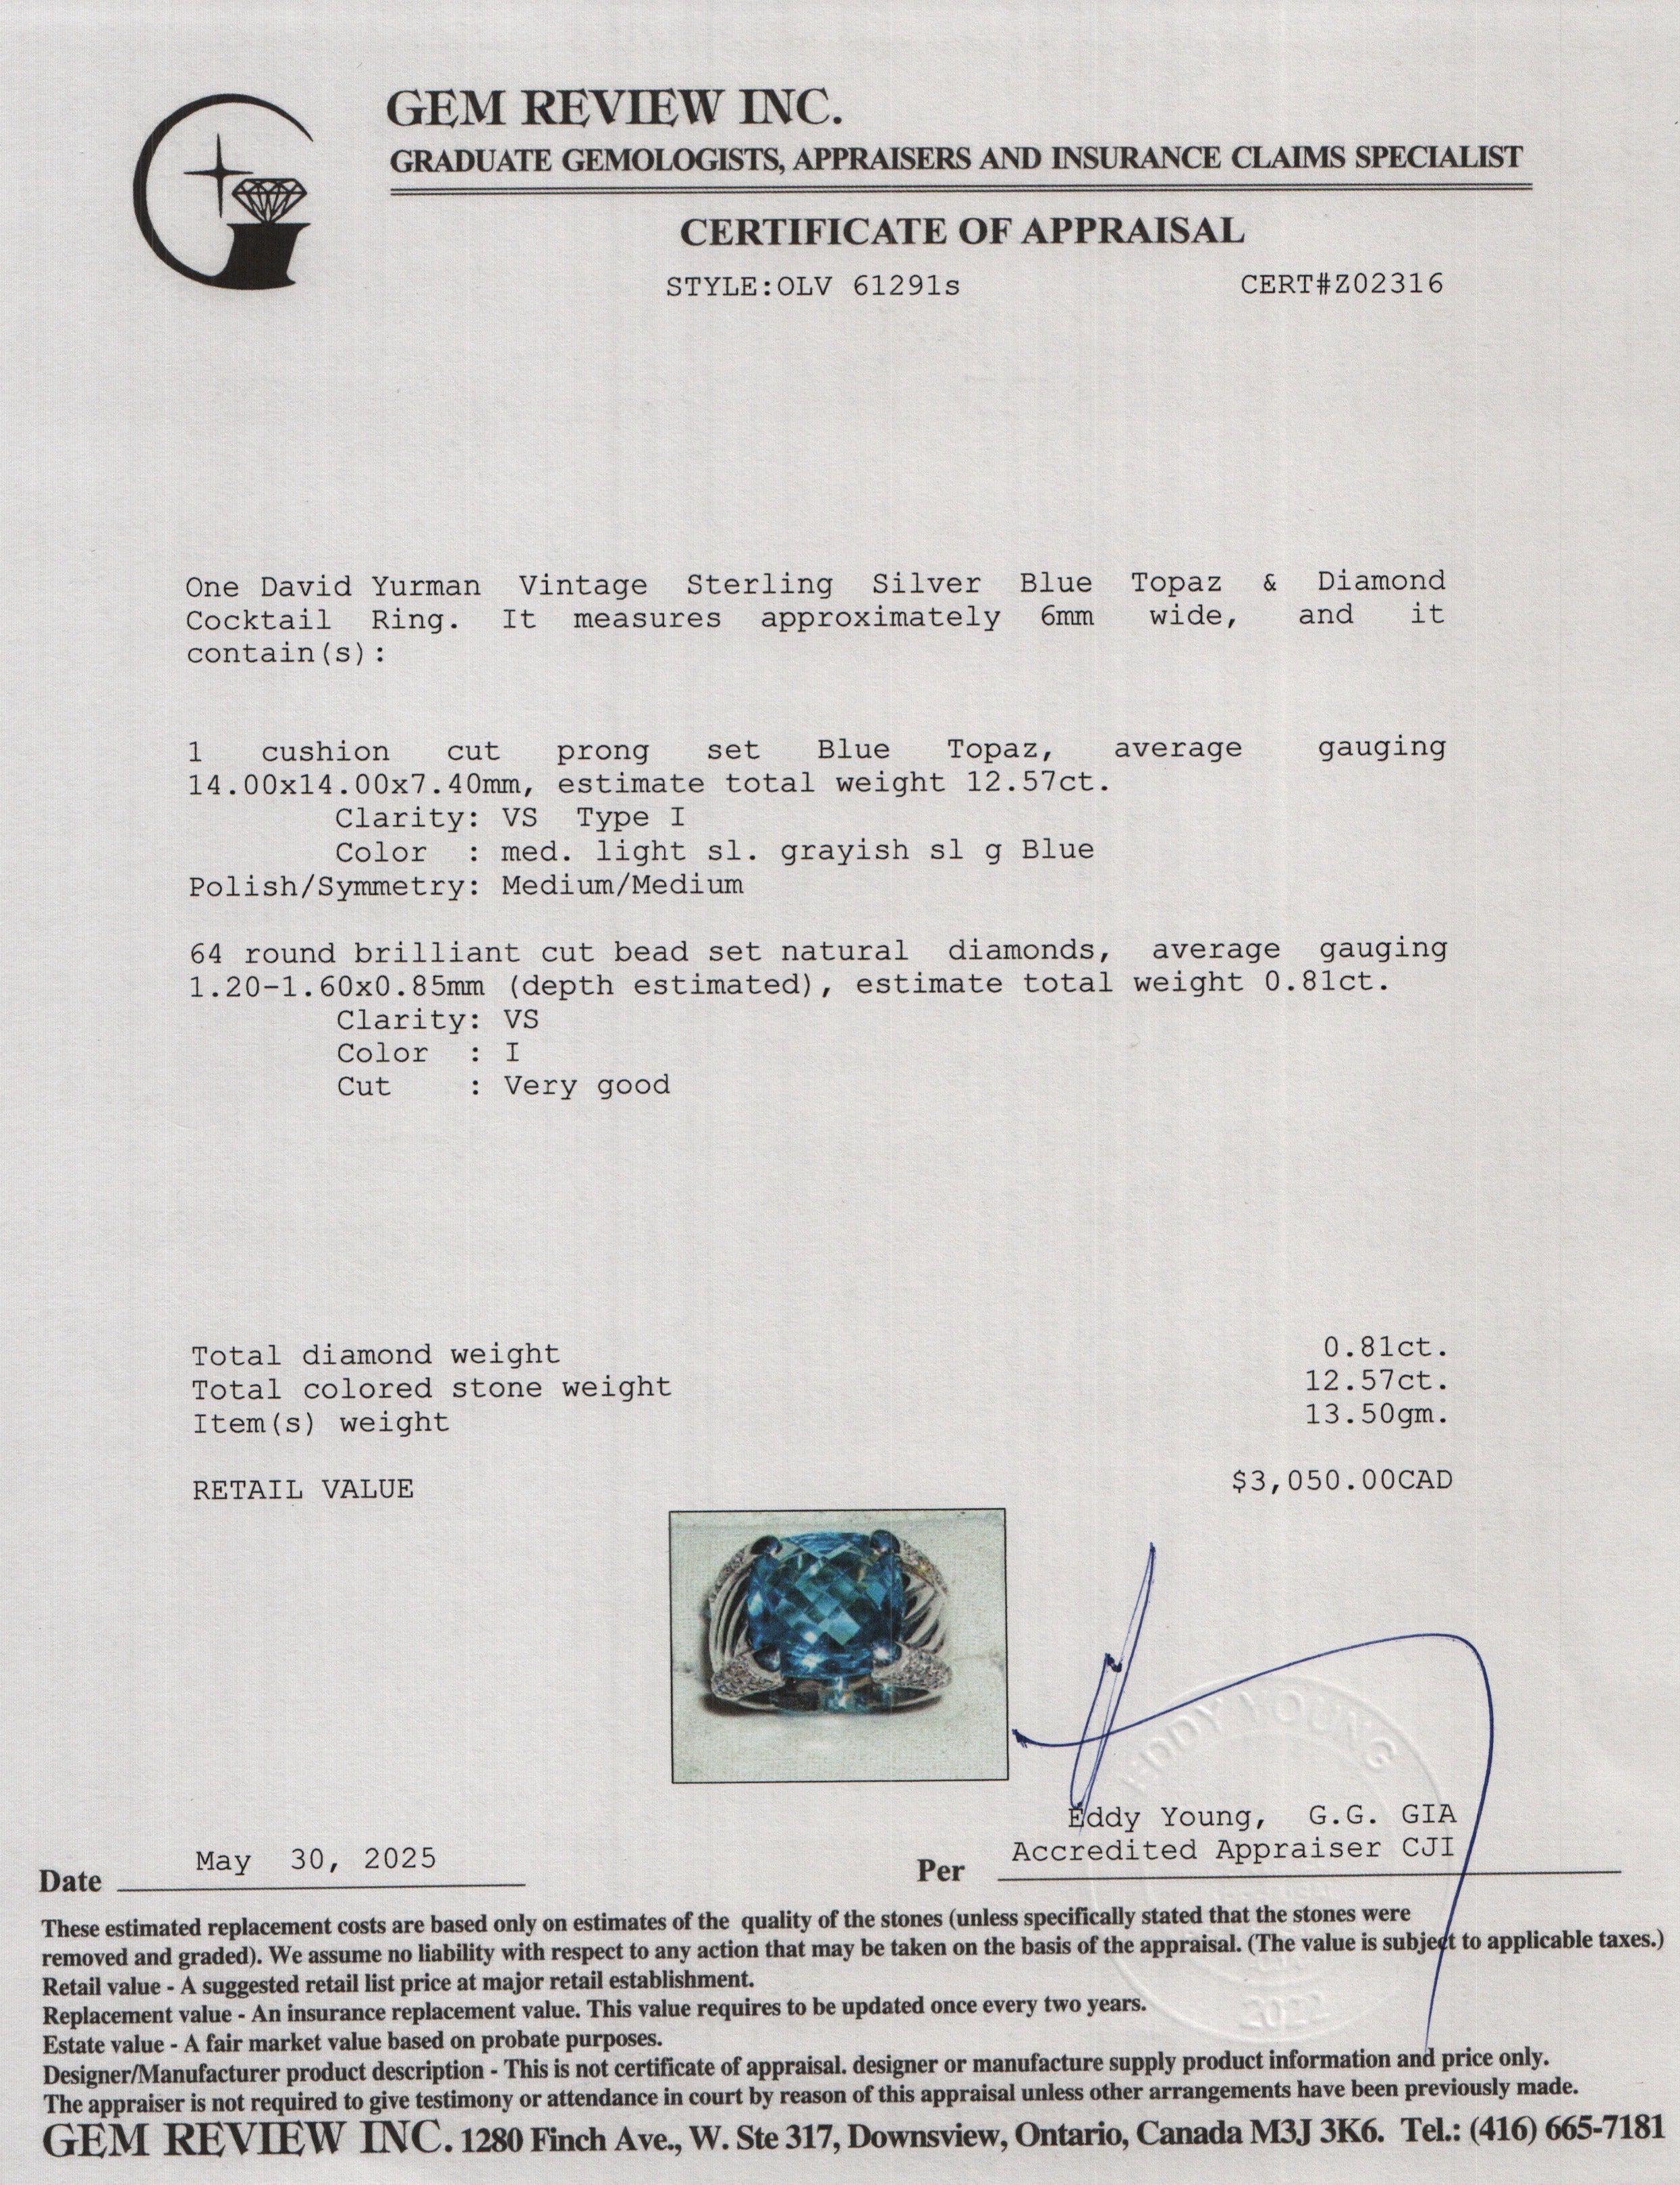 GEM REVIEW INC.
GRADUATE GEMOLOGISTS, APPRAISERS AND INSURANCE CLAIMS SPECIALIST
CERTIFICATE OF APPRAISAL
STYLE:OLV 61291s CERT#Z02316
One David Yurman Vintage Sterling Silver Blue Topaz & Diamond
Cocktail Ring. It measures approximately 6mm wide, and it
contain(s):
1 cushion cut prong set Blue Topaz, average gauging
14.00x14.00x7.40mm, estimate total weight 12.57ct.
Clarity: VS Type I
Color : med. light sl. grayish sl g Blue
Polish/Symmetry: Medium/Medium
64 round brilliant cut bead set natural diamonds, average gauging
1.20-1.60x0.85mm (depth estimated), estimate total weight 0.81ct.
Clarity: VS
Color : I
Cut : Very good
Total diamond weight 0.81ct.
Total colored stone weight 12.57ct.
Item(s) weight 13.50gm.
RETAIL VALUE $3,050.00CAD
EDDY YOUNG
Eddy Young, G.G. GIA
Accredited Appraiser CJI
Date May 30, 2025 Per
These estimated replacement costs are based only on estimates of the quality of the stones (unless specifically stated that the stones were
removed and graded). We assume no liability with respect to any action that may be taken on the basis of the appraisal. (The value is subject to applicable taxes.)
Retail value - A suggested retail list price at major retail establishment.
Replacement value - An insurance replacement value. This value requires to be updated once every two years.
Estate value - A fair market value based on probate purposes.
Designer/Manufacturer product description - This is not certificate of appraisal. designer or manufacture supply product information and price only.
The appraiser is not required to give testimony or attendance in court by reason of this appraisal unless other arrangements have been previously made.
GEM REVIEW INC. 1280 Finch Ave., W. Ste 317, Downsview, Ontario, Canada M3J 3K6. Tel.: (416) 665-7181